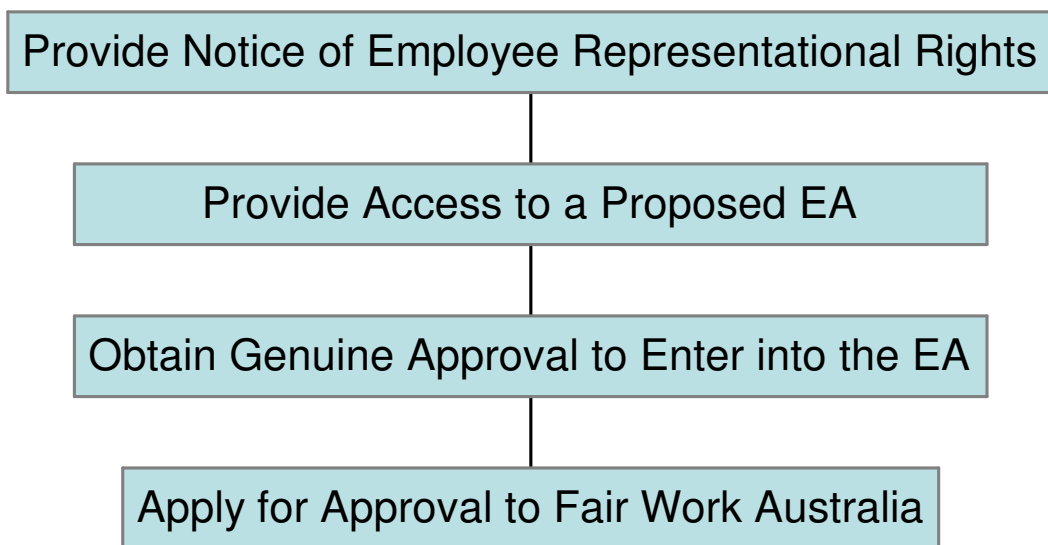 Provide Notice of Employee Representational Rights
Provide Access to a Proposed EA
Obtain Genuine Approval to Enter into the EA
Apply for Approval to Fair Work Australia